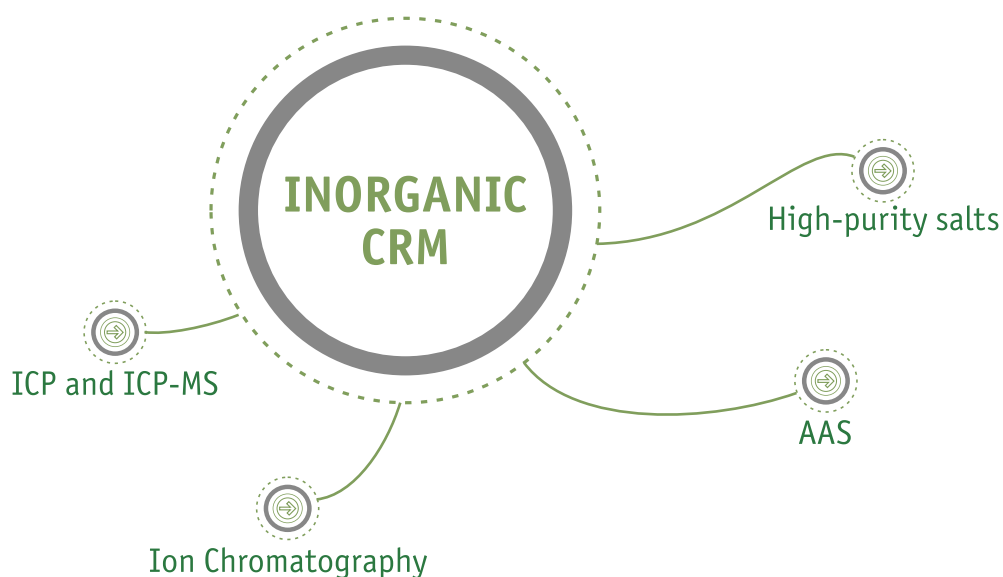 INORGANIC
CRM
High-purity salts
ICP and ICP-MS
AAS
Ion Chromatography